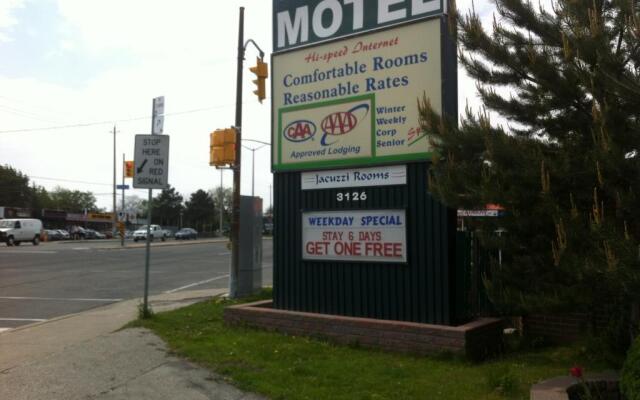 MOTEL
Hi-speed Internet
Comfortable Rooms
Reasonable Rates
CAA AAA
Approved Lodging
Winter
Weekly
Corp
Senior
Jacuzzi Rooms
3126
WEEKDAY SPECIAL
STAY 6 DAYS
GET ONE FREE
STOP
HERE
ON
RED
SIGNAL